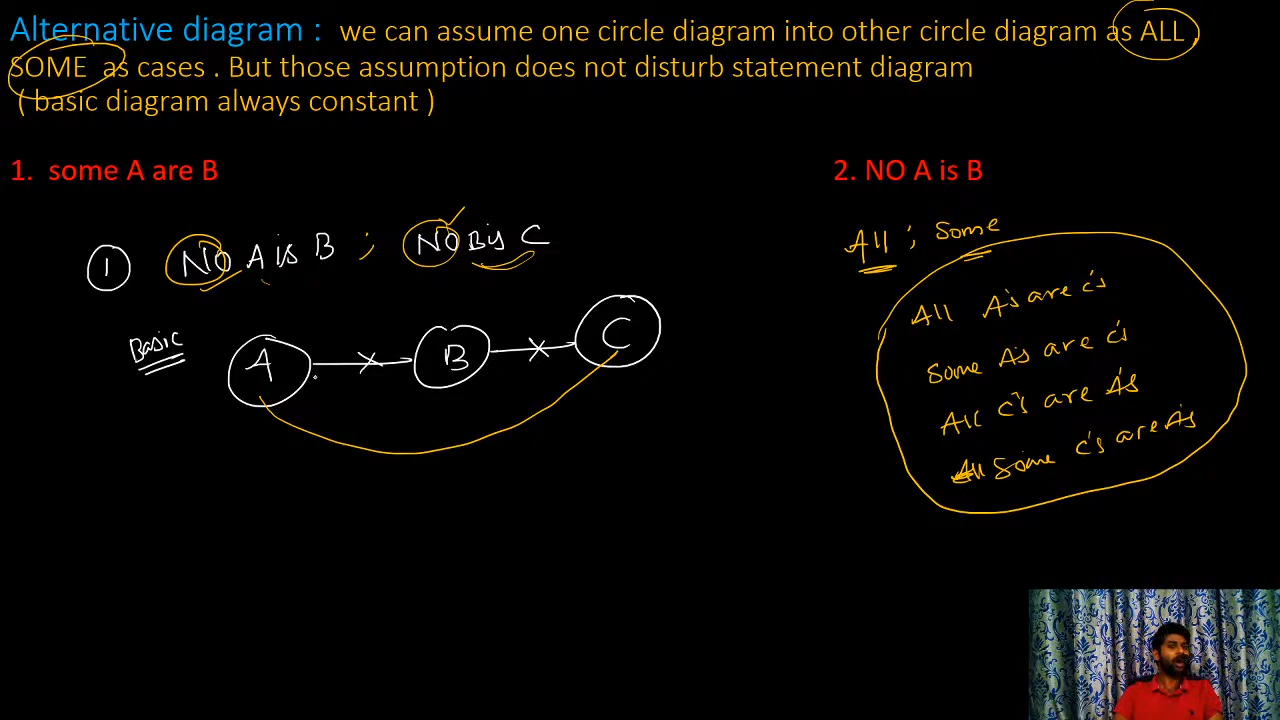 Alternative diagram : we can assume one circle diagram into other circle diagram as ALL ,
SOME as cases . But those assumption does not disturb statement diagram
( basic diagram always constant )
1. some A are B
2. NO A is B
1 NO A is B ; NO B is C
All ; Some
Basic
A B C
All A's are C's
Some A's are C's
All C's are A's
Some C's are A's